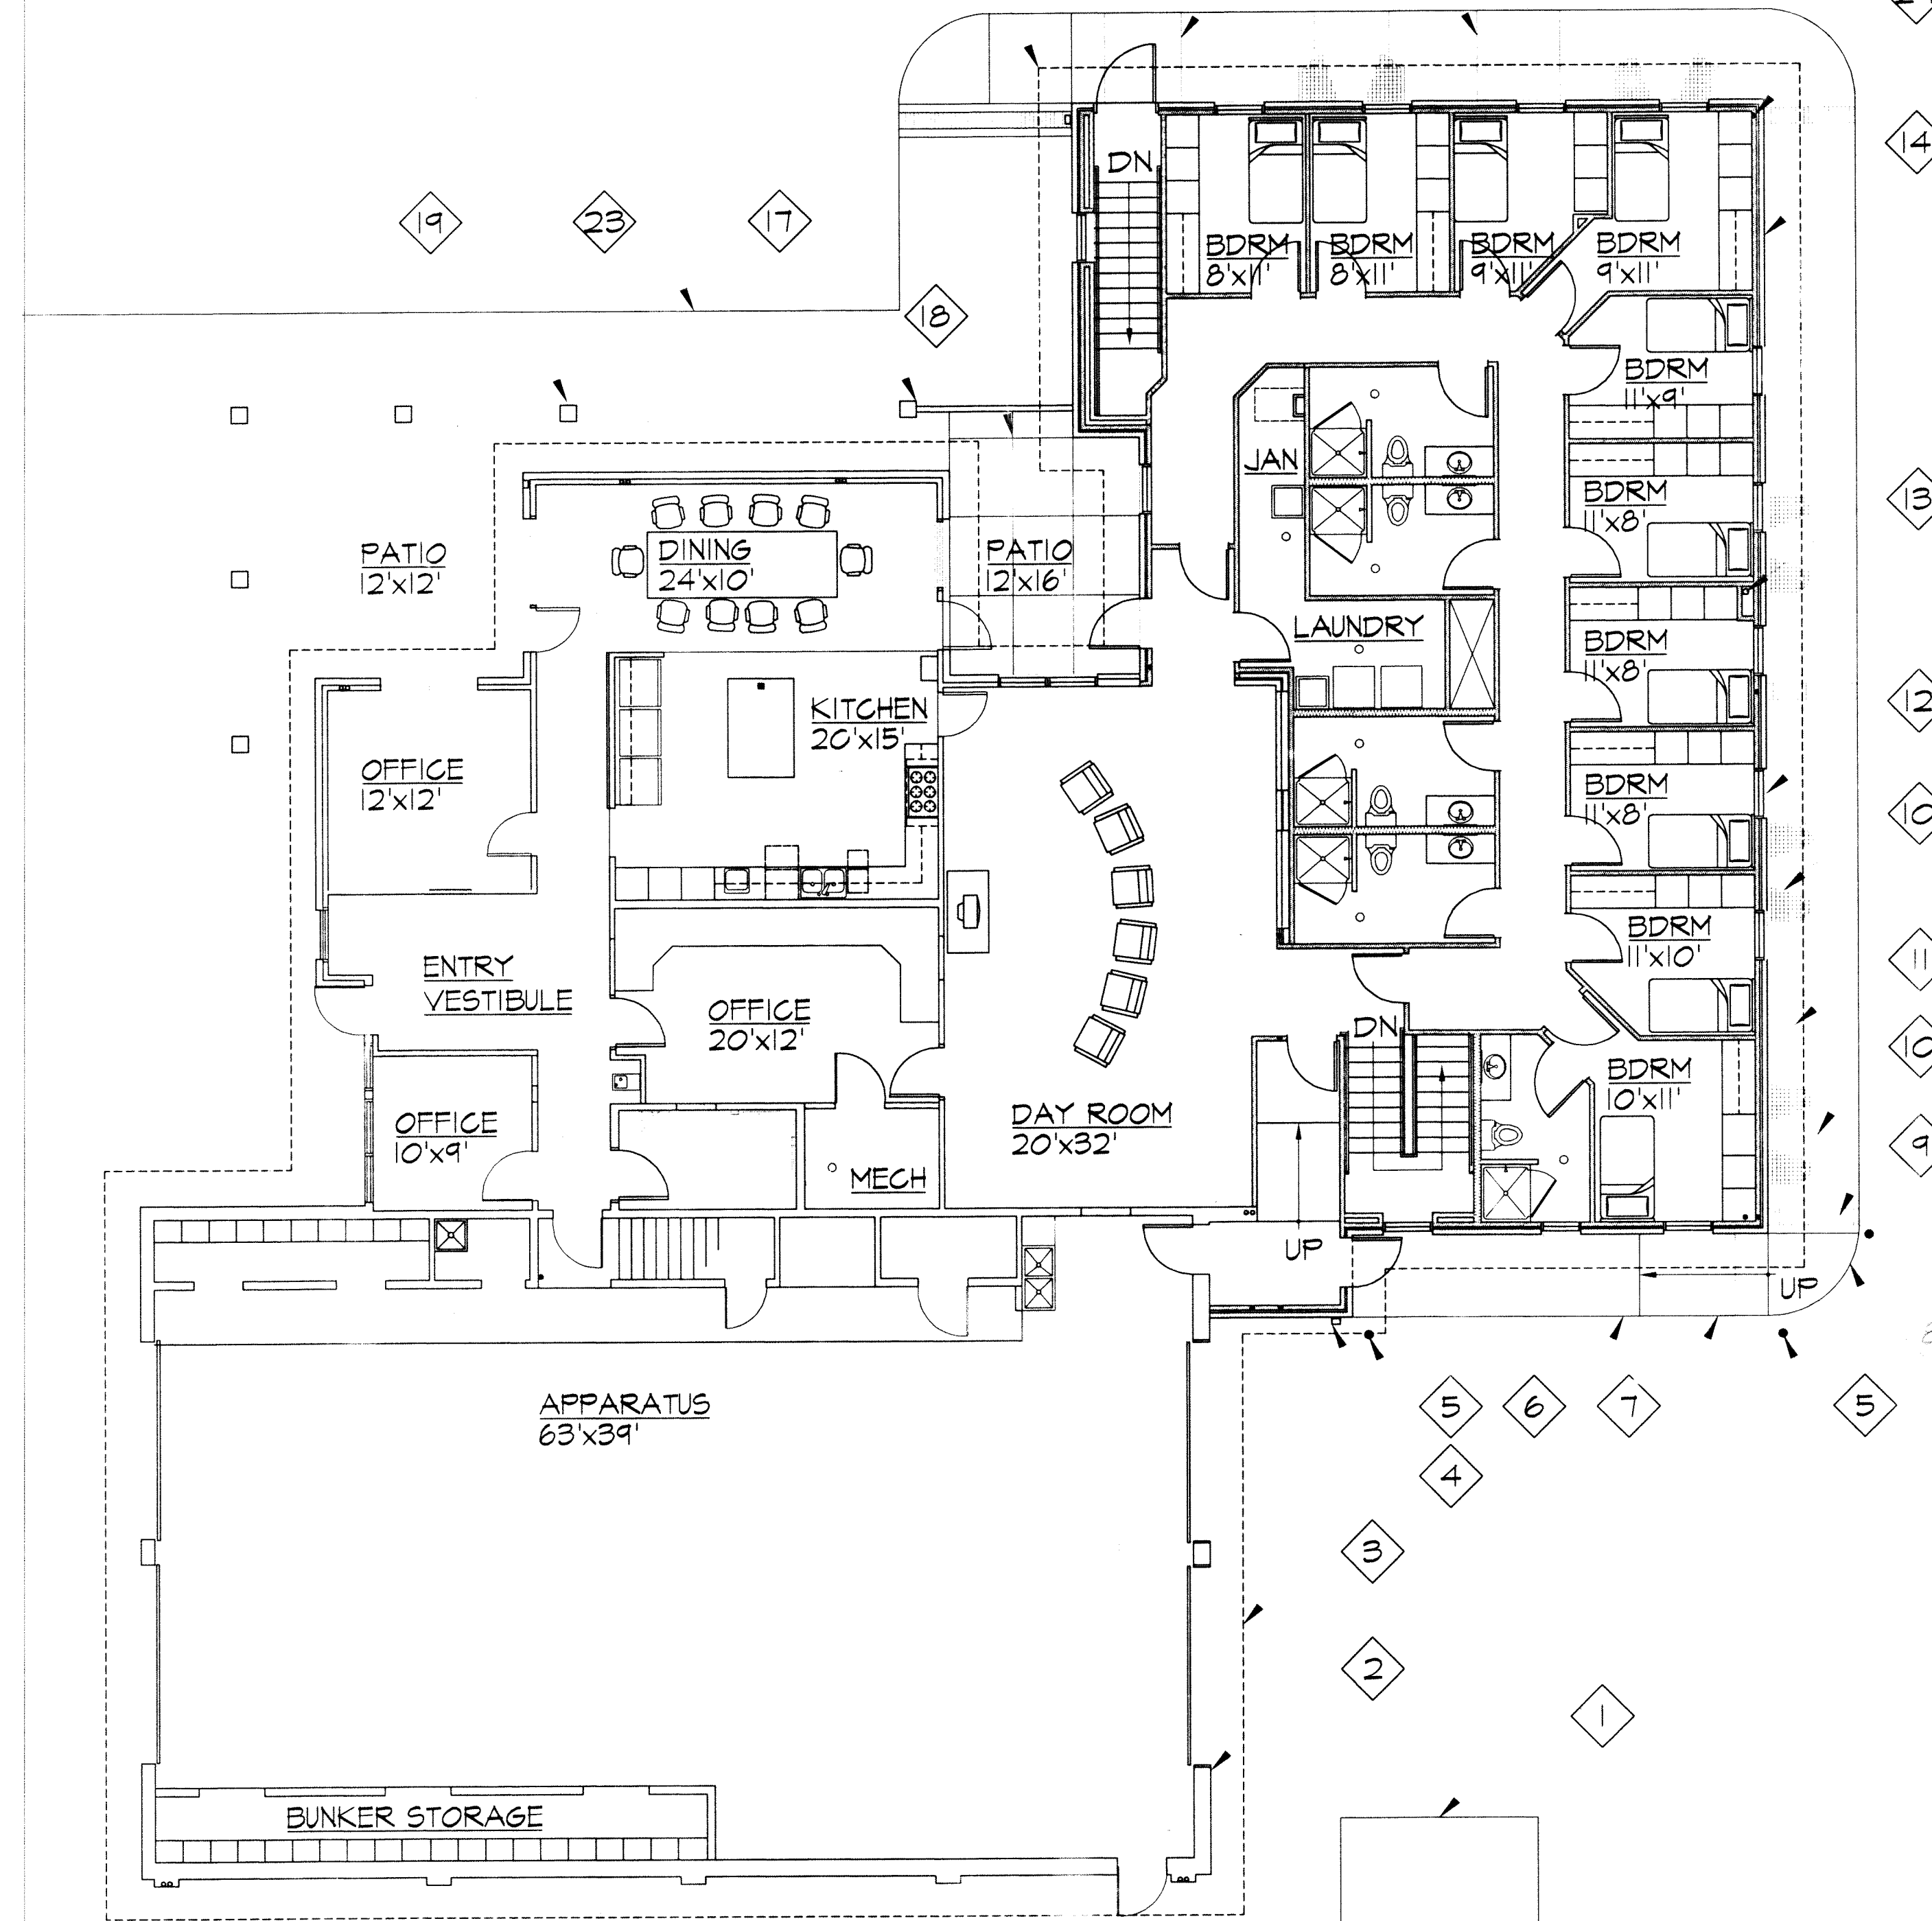 14
DN
19
23
17
BDRM
8'x11'
BDRM
8'x11'
BDRM
9'x11'
BDRM
9'x11'
18
BDRM
11'x9'
JAN
BDRM
11'x8'
13
PATIO
12'x12'
DINING
24'x10'
PATIO
12'x16'
LAUNDRY
BDRM
11'x8'
12
KITCHEN
20'x15'
OFFICE
12'x12'
BDRM
11'x8'
10
BDRM
11'x10'
11
ENTRY
VESTIBULE
OFFICE
20'x12'
DN
10
BDRM
10'x11'
DAY ROOM
20'x32'
OFFICE
10'x9'
9
MECH
UP
UP
APPARATUS
63'x39'
5
6
7
5
4
3
2
1
BUNKER STORAGE